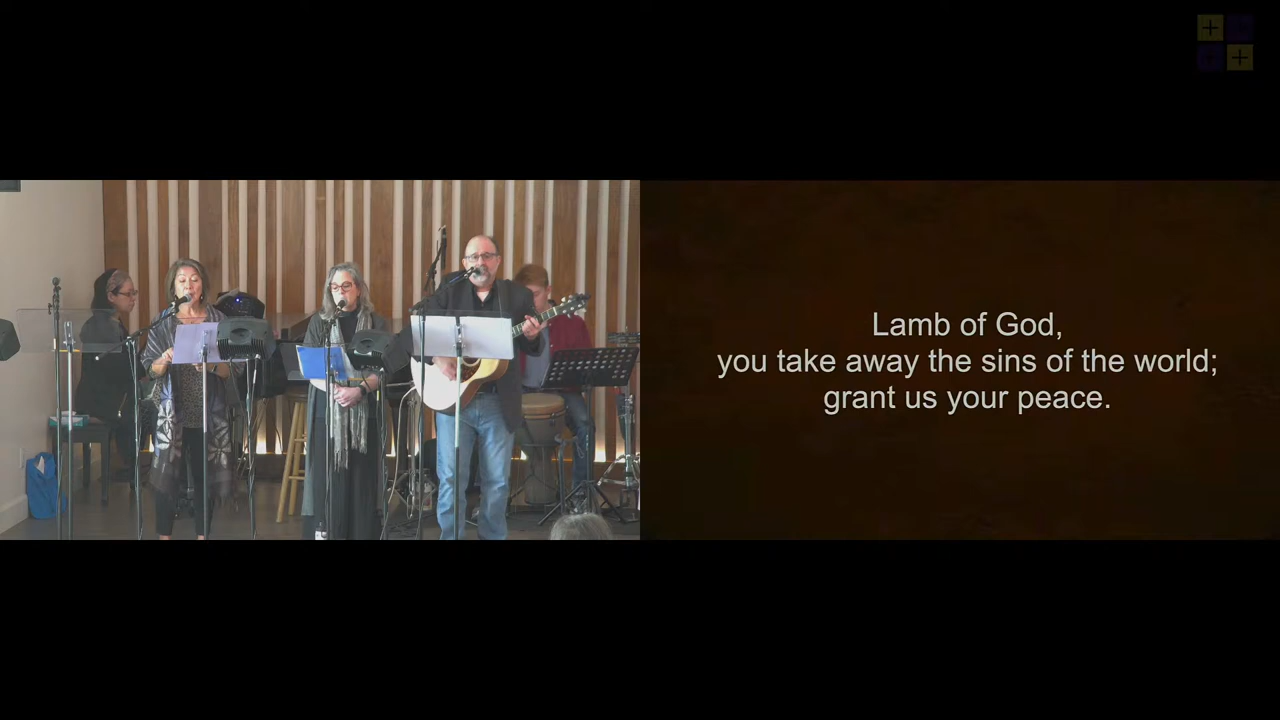 Lamb of God,
you take away the sins of the world;
grant us your peace.